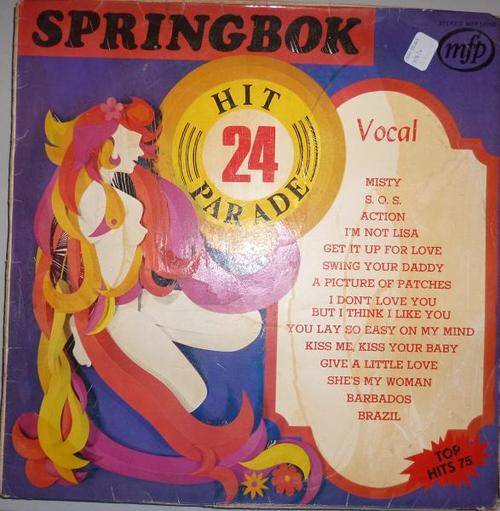 SPRINGBOK
mfp
HIT
24
PARADE
Vocal
MISTY
S. O. S.
ACTION
I'M NOT LISA
GET IT UP FOR LOVE
SWING YOUR DADDY
A PICTURE OF PATCHES
I DON'T LOVE YOU
BUT I THINK I LIKE YOU
YOU LAY SO EASY ON MY MIND
KISS ME, KISS YOUR BABY
GIVE A LITTLE LOVE
SHE'S MY WOMAN
BARBADOS
BRAZIL
TOP
HITS 75